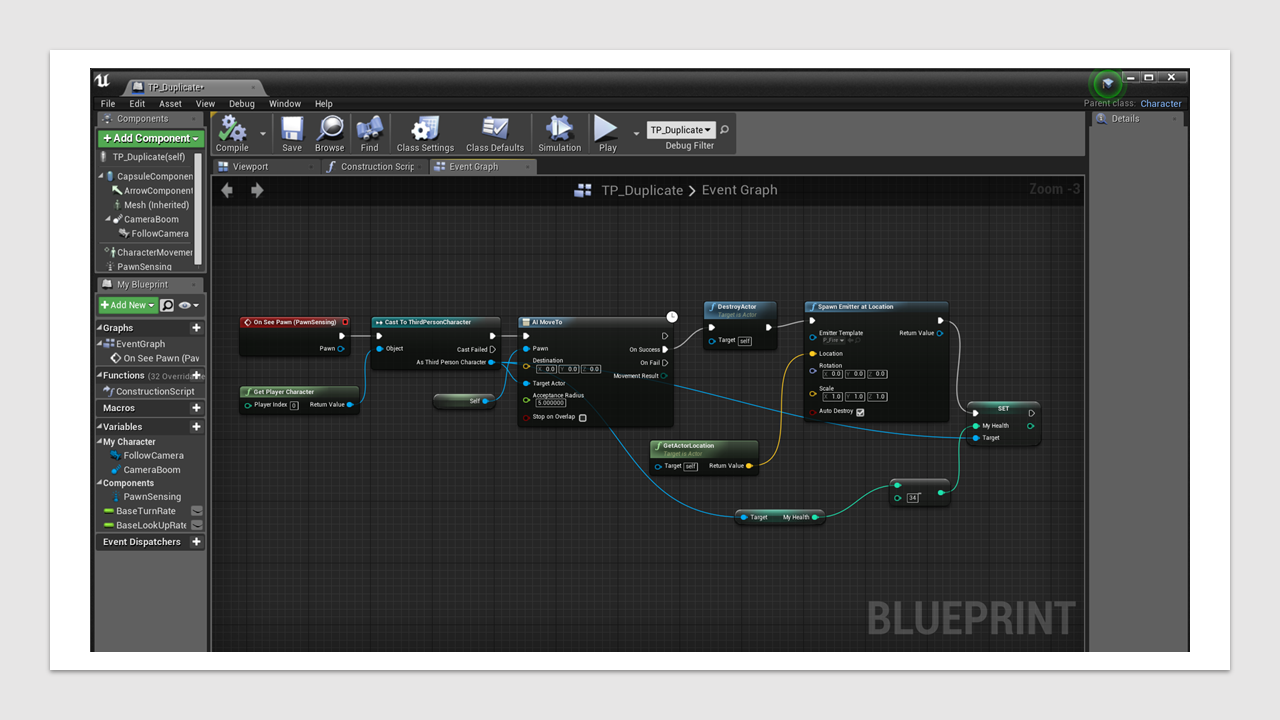 TP_Duplicate*
File Edit Asset View Debug Window Help
Parent class: Character
Components
+ Add Component
TP_Duplicate(self)
CapsuleComponen
ArrowComponent
Mesh (Inherited)
CameraBoom
FollowCamera
CharacterMovemen
PawnSensing
My Blueprint
+ Add New
Graphs
EventGraph
On See Pawn (Paw
Functions (32 Overridab
ConstructionScript
Macros
Variables
My Character
FollowCamera
CameraBoom
Components
PawnSensing
BaseTurnRate
BaseLookUpRate
Event Dispatchers
Compile
Save
Browse
Find
Class Settings
Class Defaults
Simulation
Play
TP_Duplicate
Debug Filter
Details
Viewport
Construction Scrip
Event Graph
TP_Duplicate > Event Graph
Zoom -3
On See Pawn (PawnSensing)
Pawn
Get Player Character
Player Index 0
Return Value
Cast To ThirdPersonCharacter
Object
Cast Failed
As Third Person Character
Self
AI MoveTo
Pawn
On Success
Destination
X 0.0 Y 0.0 Z 0.0
On Fail
Movement Result
Target Actor
Acceptance Radius
5.000000
Stop on Overlap
DestroyActor
Target is Actor
Target self
GetActorLocation
Target is Actor
Target self
Return Value
Spawn Emitter at Location
Emitter Template
P_Fire
Return Value
Location
Rotation
X 0.0 Y 0.0 Z 0.0
Scale
X 1.0 Y 1.0 Z 1.0
Auto Destroy
SET
My Health
Target
34
Target
My Health
BLUEPRINT